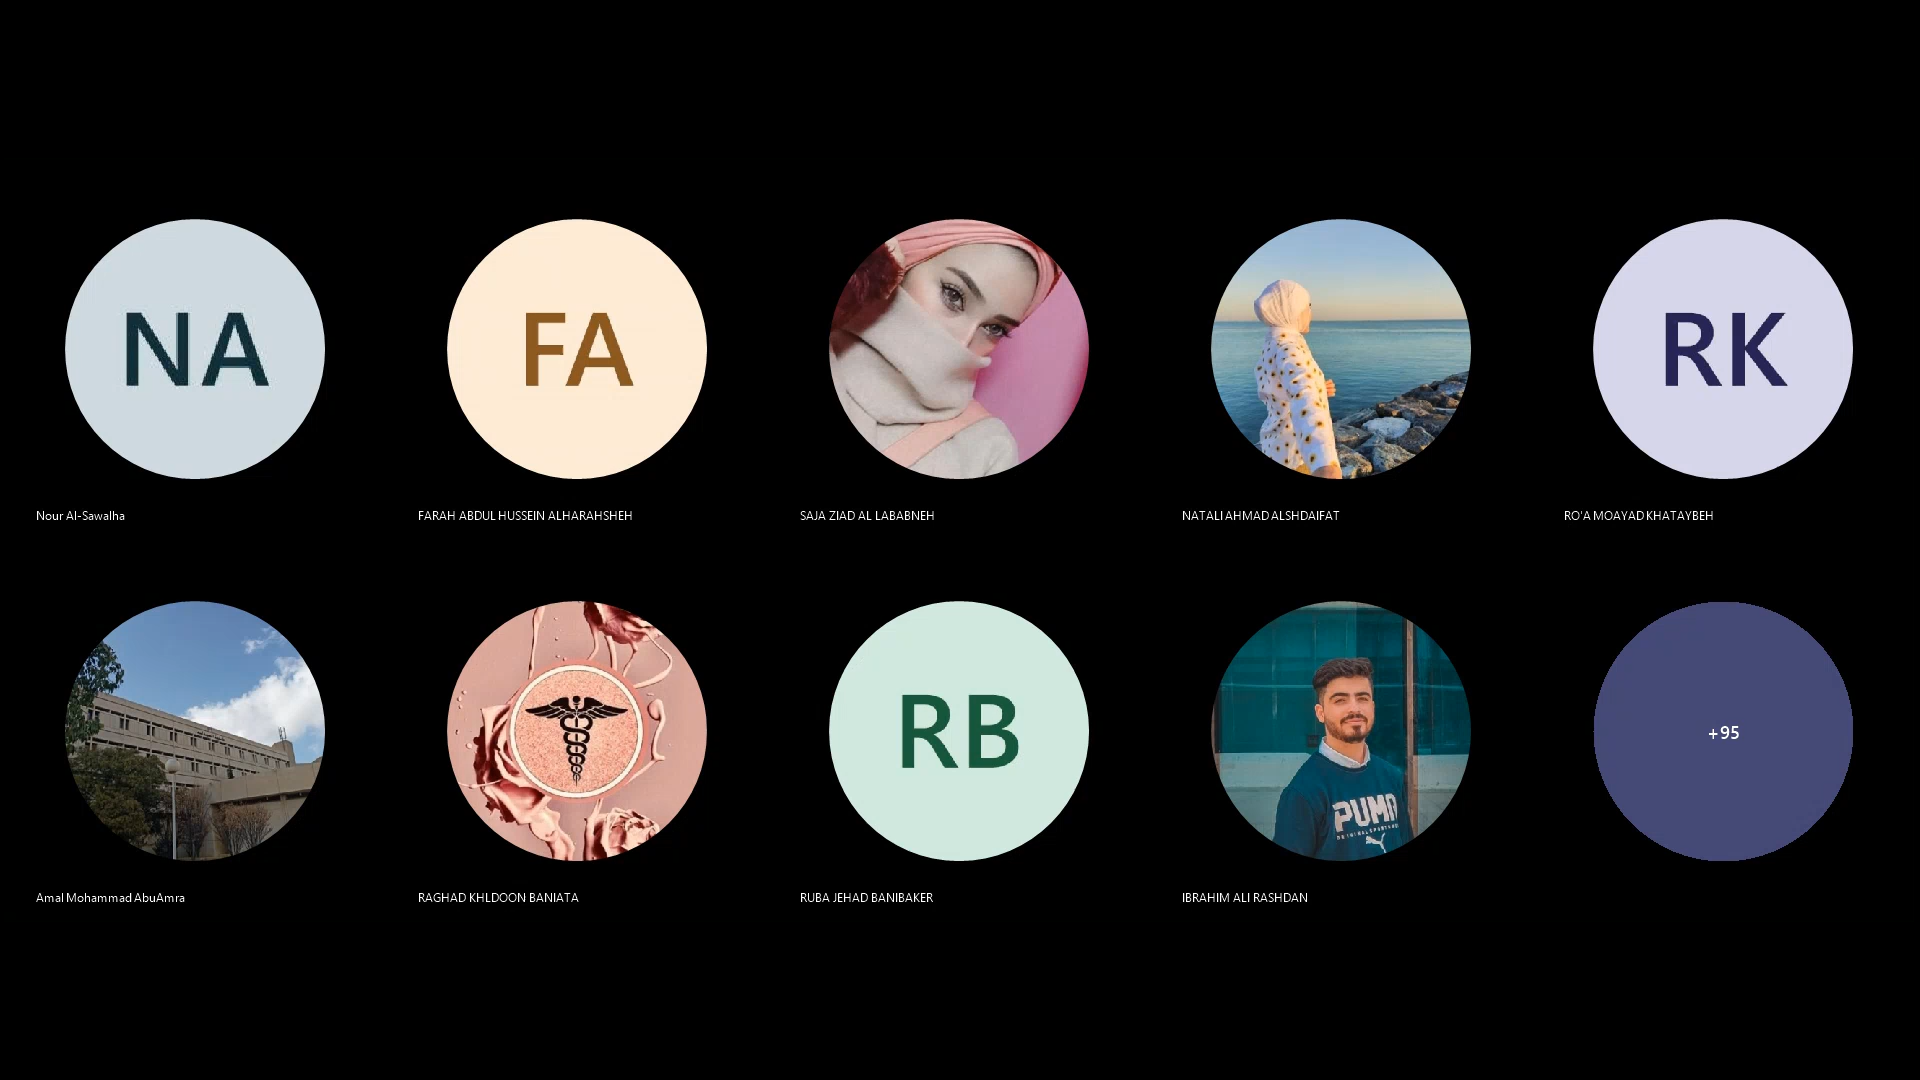 NA
FA
RK
Nour Al-Sawalha
FARAH ABDUL HUSSEIN ALHARAHSHEH
SAJA ZIAD AL LABABNEH
NATALI AHMAD ALSHDAIFAT
RO'A MOAYAD KHATAYBEH
RB
PUMA
+95
Amal Mohammad AbuAmra
RAGHAD KHLDOON BANIATA
RUBA JEHAD BANIBAKER
IBRAHIM ALI RASHDAN